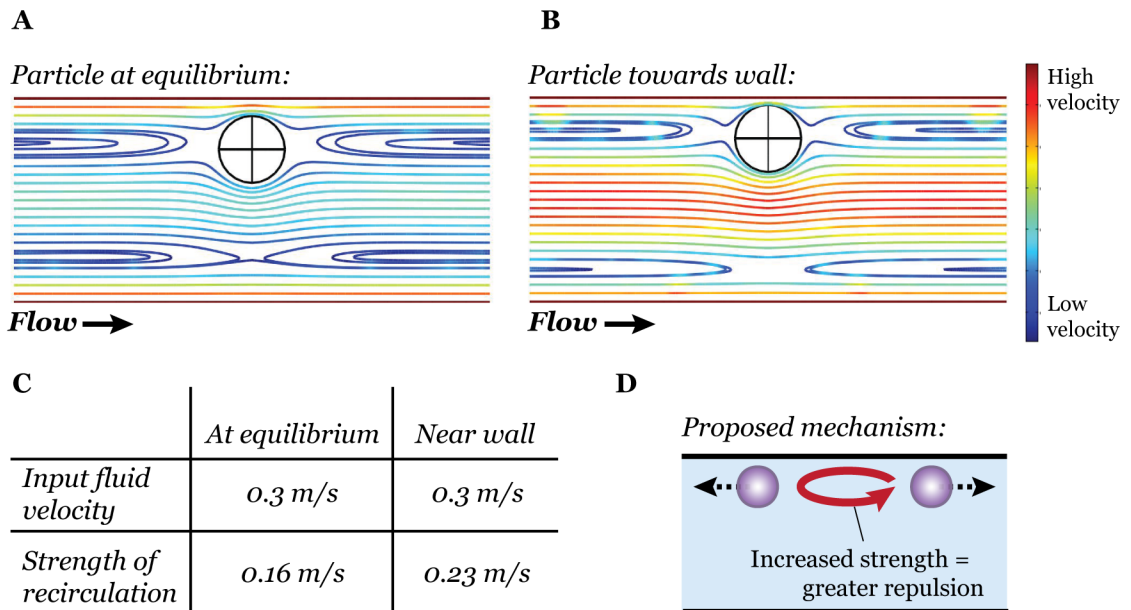 A
B
Particle at equilibrium:
Particle towards wall:
High
velocity
Low
velocity
Flow
Flow
C
At equilibrium
Near wall
Input fluid
velocity
0.3 m/s
0.3 m/s
Strength of
recirculation
0.16 m/s
0.23 m/s
D
Proposed mechanism:
Increased strength =
greater repulsion